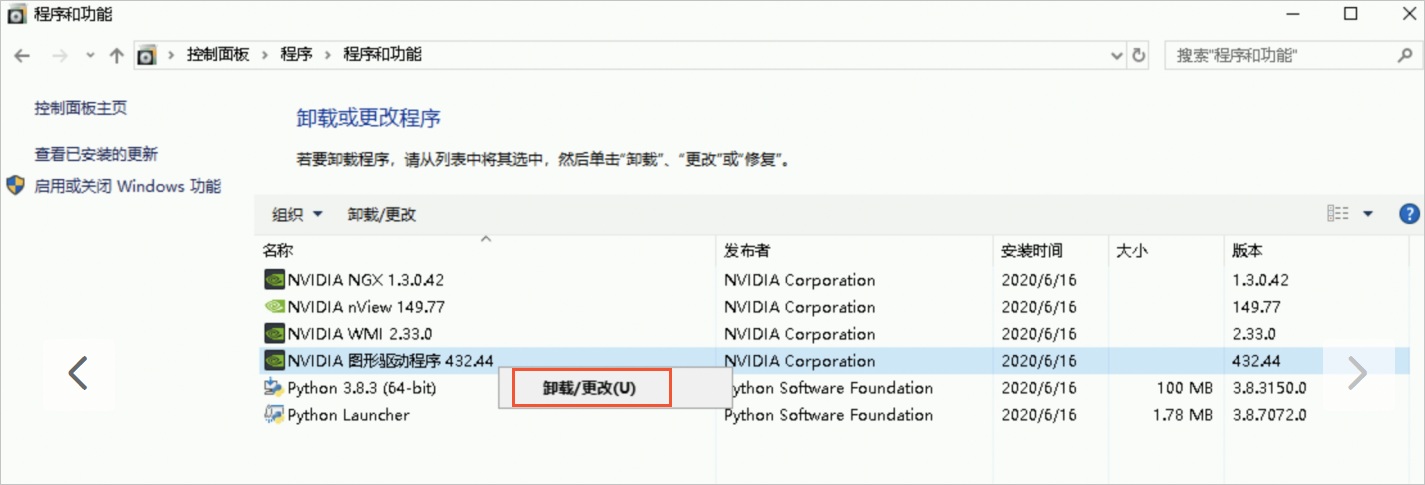 程序和功能
控制面板 程序 程序和功能 搜索"程序和功能"
控制面板主页
卸载或更改程序
查看已安装的更新
若要卸载程序，请从列表中将其选中，然后单击"卸载"、"更改"或"修复"。
启用或关闭 Windows 功能
组织 卸载/更改
名称 发布者 安装时间 大小 版本
NVIDIA NGX 1.3.0.42 NVIDIA Corporation 2020/6/16 1.3.0.42
NVIDIA nView 149.77 NVIDIA Corporation 2020/6/16 149.77
NVIDIA WMI 2.33.0 NVIDIA Corporation 2020/6/16 2.33.0
NVIDIA 图形驱动程序 432.44 NVIDIA Corporation 2020/6/16 432.44
Python 3.8.3 (64-bit) 卸载/更改(U) ython Software Foundation 2020/6/16 100 MB 3.8.3150.0
Python Launcher Python Software Foundation 2020/6/16 1.78 MB 3.8.7072.0